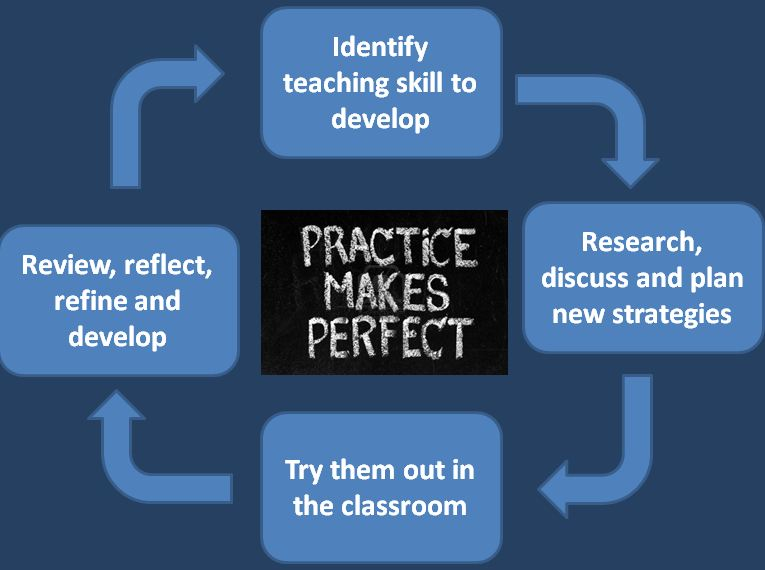 Identify
teaching skill to
develop
Research,
discuss and plan
new strategies
Try them out in
the classroom
Review, reflect,
refine and
develop
PRACTiCE
MAKES
PERFECT